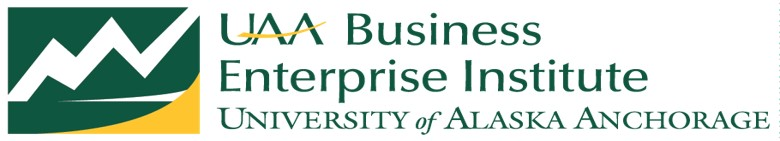 UAA Business
Enterprise Institute
UNIVERSITY of ALASKA ANCHORAGE